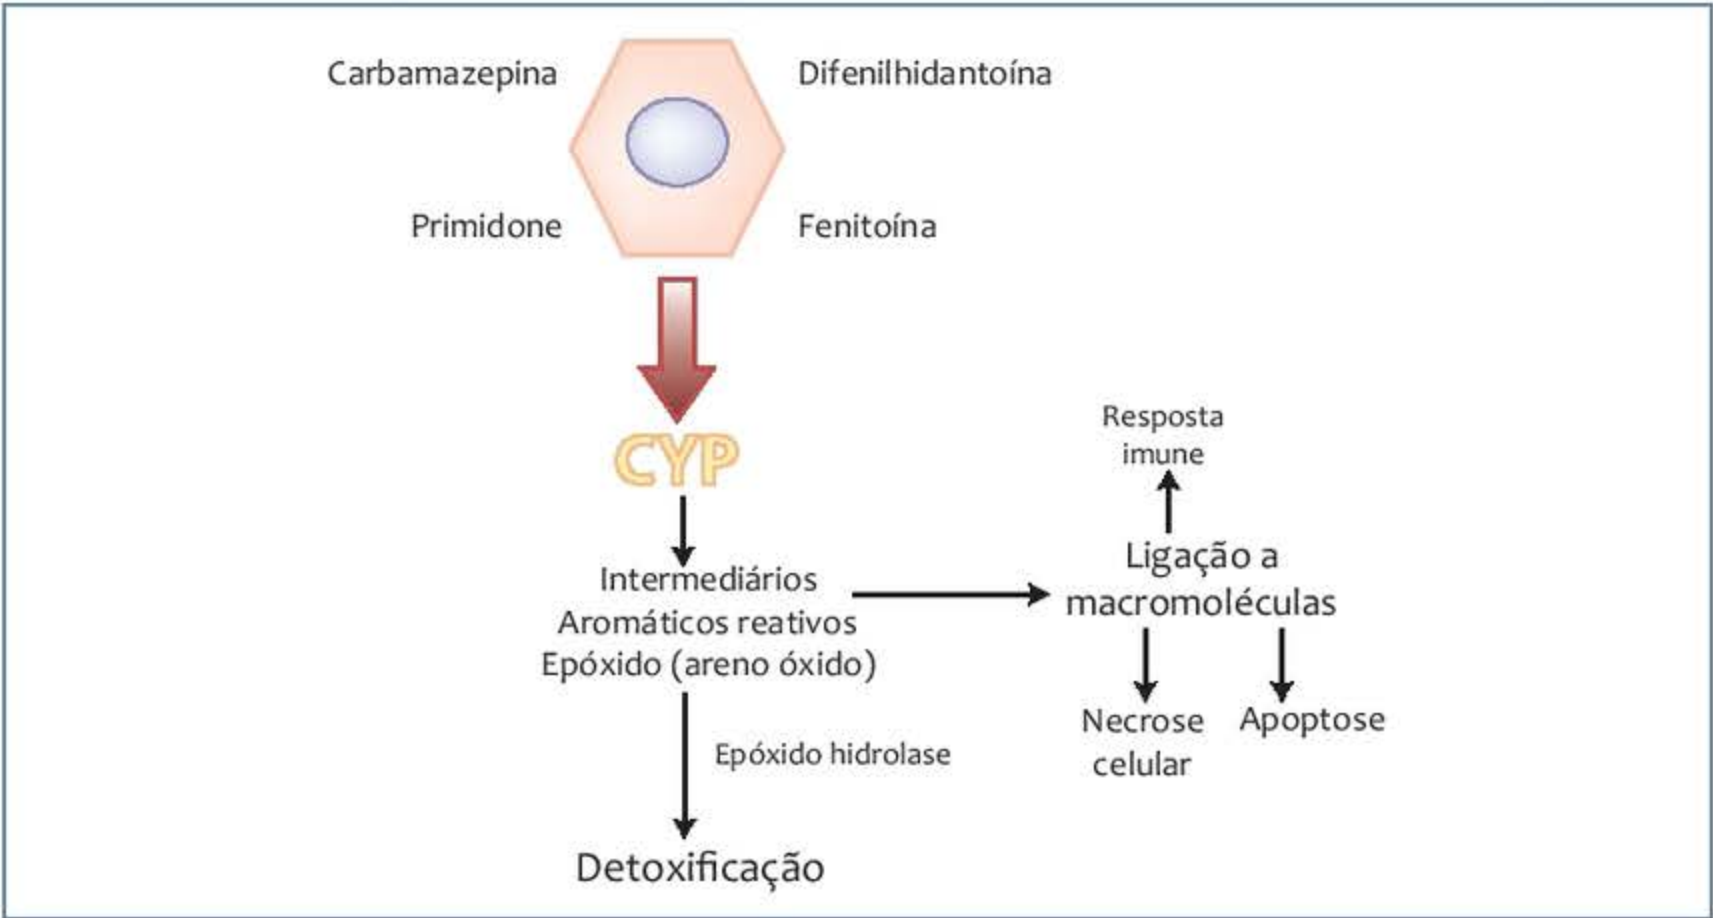 Carbamazepina
Difenilhidantoína
Primidone
Fenitoína
CYP
Intermediários
Aromáticos reativos
Epóxido (areno óxido)
Epóxido hidrolase
Detoxificação
Resposta
imune
Ligação a
macromoléculas
Necrose
celular
Apoptose